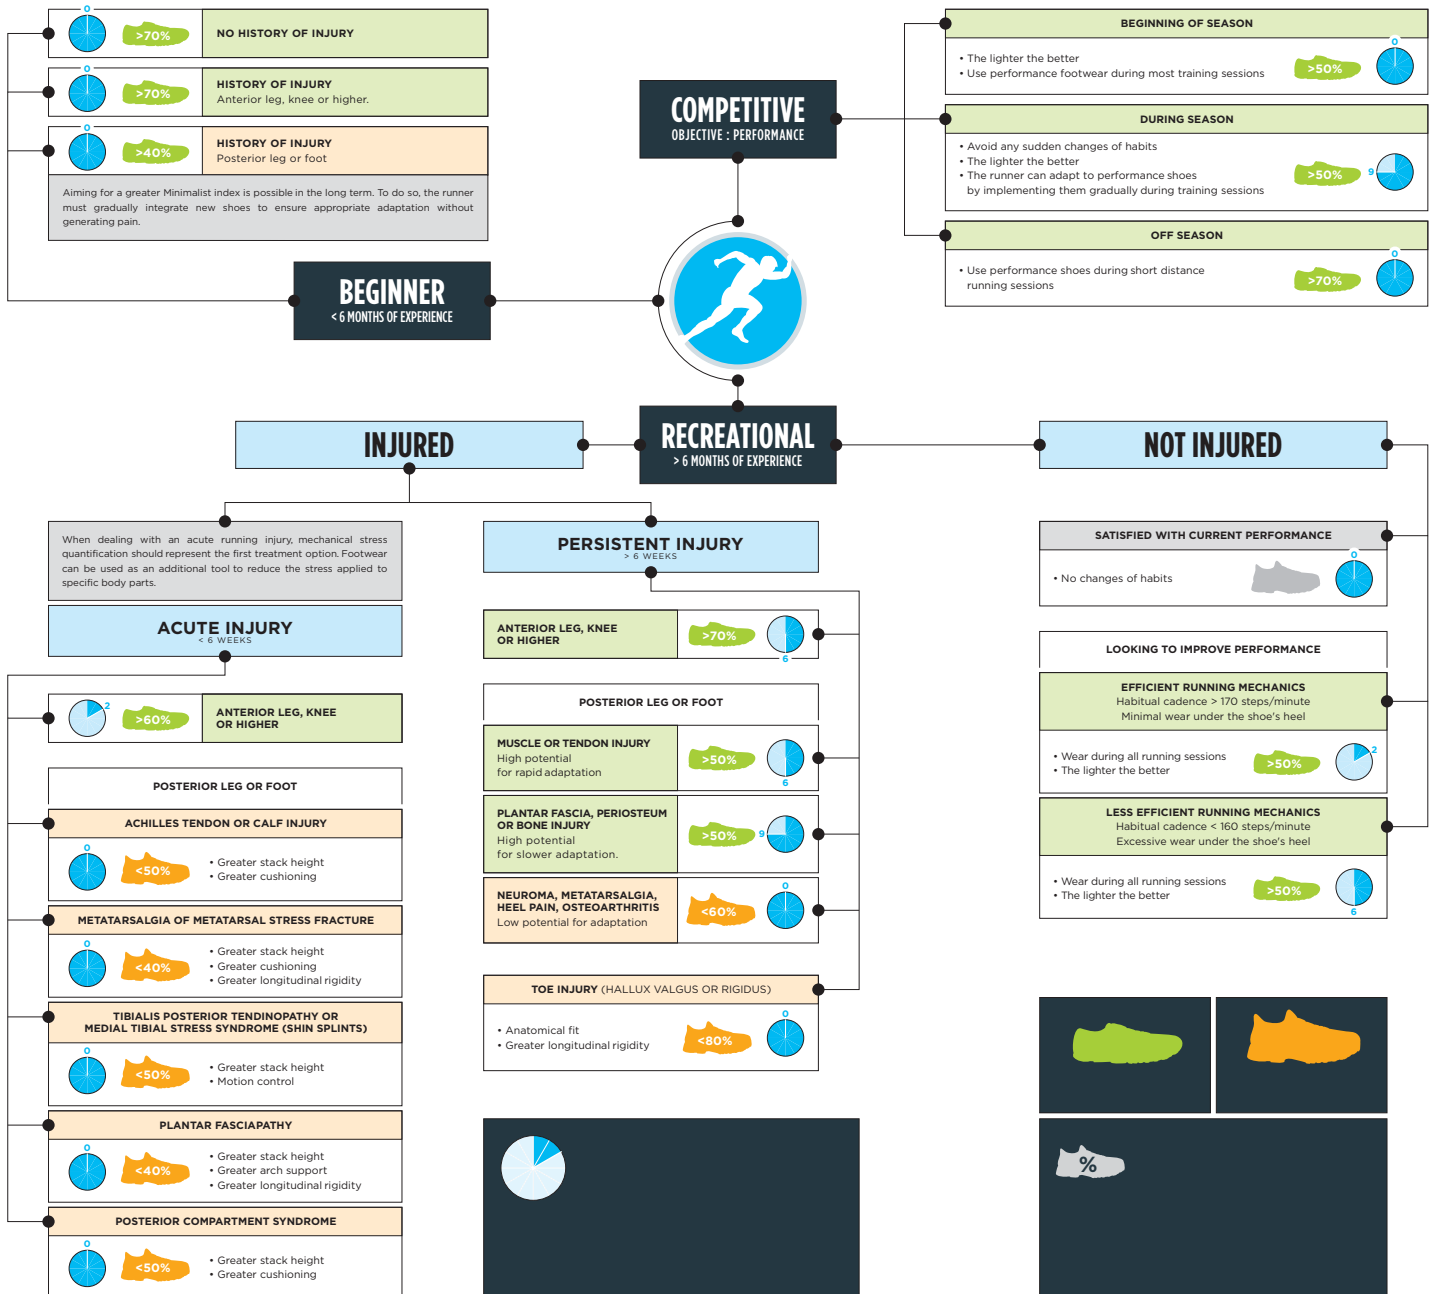 0
>70%
NO HISTORY OF INJURY
0
>70%
HISTORY OF INJURY
Anterior leg, knee or higher.
0
>40%
HISTORY OF INJURY
Posterior leg or foot
Aiming for a greater Minimalist index is possible in the long term. To do so, the runner
must gradually integrate new shoes to ensure appropriate adaptation without
generating pain.
BEGINNER
< 6 MONTHS OF EXPERIENCE
COMPETITIVE
OBJECTIVE : PERFORMANCE
BEGINNING OF SEASON
• The lighter the better
• Use performance footwear during most training sessions
>50%
0
DURING SEASON
• Avoid any sudden changes of habits
• The lighter the better
• The runner can adapt to performance shoes
by implementing them gradually during training sessions
>50%
9
OFF SEASON
• Use performance shoes during short distance
running sessions
>70%
0
RECREATIONAL
> 6 MONTHS OF EXPERIENCE
INJURED
When dealing with an acute running injury, mechanical stress
quantification should represent the first treatment option. Footwear
can be used as an additional tool to reduce the stress applied to
specific body parts.
ACUTE INJURY
< 6 WEEKS
2
>60%
ANTERIOR LEG, KNEE
OR HIGHER
POSTERIOR LEG OR FOOT
ACHILLES TENDON OR CALF INJURY
0
<50%
• Greater stack height
• Greater cushioning
METATARSALGIA OF METATARSAL STRESS FRACTURE
0
<40%
• Greater stack height
• Greater cushioning
• Greater longitudinal rigidity
TIBIALIS POSTERIOR TENDINOPATHY OR
MEDIAL TIBIAL STRESS SYNDROME (SHIN SPLINTS)
0
<50%
• Greater stack height
• Motion control
PLANTAR FASCIAPATHY
0
<40%
• Greater stack height
• Greater arch support
• Greater longitudinal rigidity
POSTERIOR COMPARTMENT SYNDROME
0
<50%
• Greater stack height
• Greater cushioning
PERSISTENT INJURY
> 6 WEEKS
ANTERIOR LEG, KNEE
OR HIGHER
>70%
6
POSTERIOR LEG OR FOOT
MUSCLE OR TENDON INJURY
High potential
for rapid adaptation
>50%
6
PLANTAR FASCIA, PERIOSTEUM
OR BONE INJURY
High potential
for slower adaptation.
>50%
9
NEUROMA, METATARSALGIA,
HEEL PAIN, OSTEOARTHRITIS
Low potential for adaptation
<60%
0
TOE INJURY (HALLUX VALGUS OR RIGIDUS)
• Anatomical fit
• Greater longitudinal rigidity
<80%
0
NOT INJURED
SATISFIED WITH CURRENT PERFORMANCE
• No changes of habits
0
LOOKING TO IMPROVE PERFORMANCE
EFFICIENT RUNNING MECHANICS
Habitual cadence > 170 steps/minute
Minimal wear under the shoe's heel
• Wear during all running sessions
• The lighter the better
>50%
2
LESS EFFICIENT RUNNING MECHANICS
Habitual cadence < 160 steps/minute
Excessive wear under the shoe's heel
• Wear during all running sessions
• The lighter the better
>50%
6
%